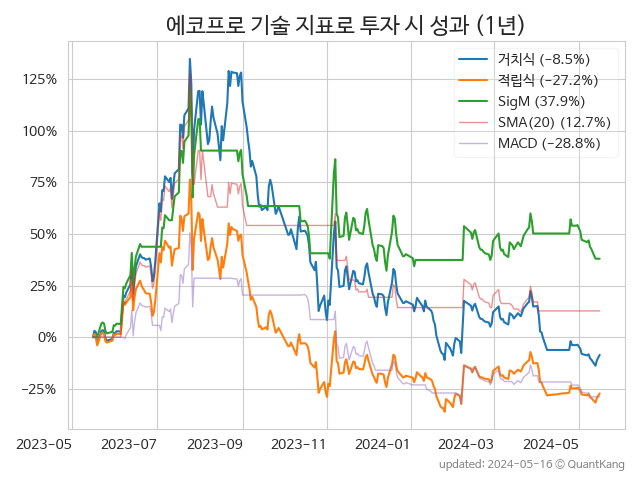 에코프로 기술 지표로 투자 시 성과 (1년)
거치식 (−8.5%)
적립식 (−27.2%)
SigM (37.9%)
SMA(20) (12.7%)
MACD (−28.8%)
125%
100%
75%
50%
25%
0%
−25%
2023-05 2023-07 2023-09 2023-11 2024-01 2024-03 2024-05
updated: 2024-05-16 © QuantKang